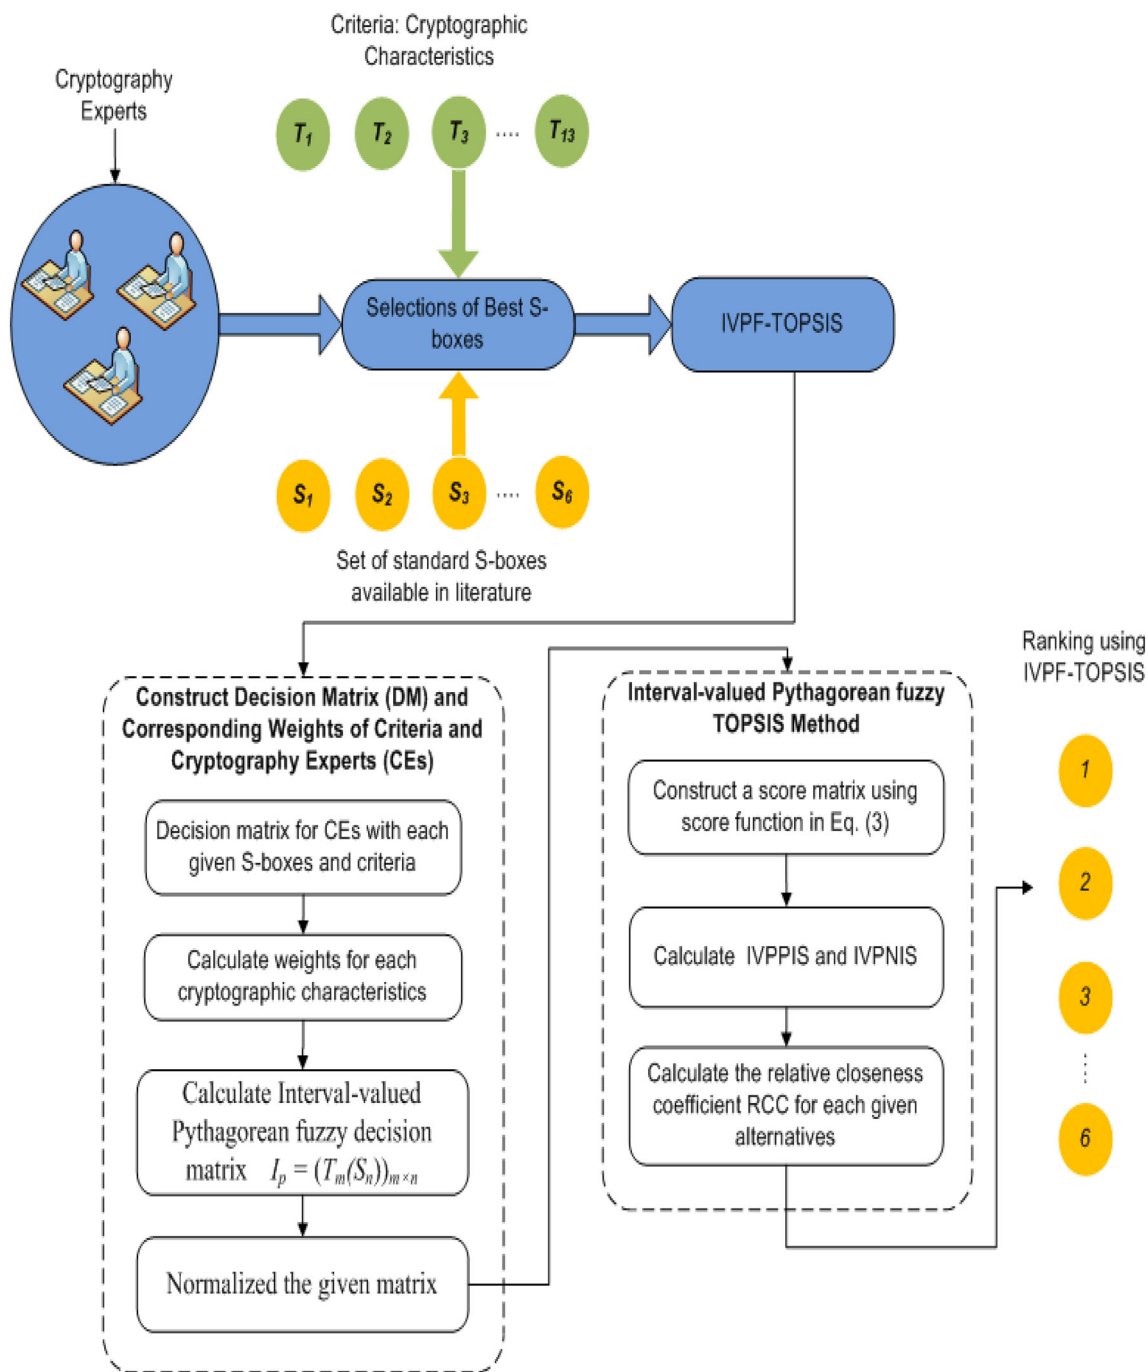 Criteria: Cryptographic
Characteristics
Cryptography
Experts
T1 T2 T3 .... T13
Selections of Best S-
boxes
IVPF-TOPSIS
S1 S2 S3 .... S6
Set of standard S-boxes
available in literature
Construct Decision Matrix (DM) and
Corresponding Weights of Criteria and
Cryptography Experts (CEs)
Decision matrix for CEs with each
given S-boxes and criteria
Calculate weights for each
cryptographic characteristics
Calculate Interval-valued
Pythagorean fuzzy decision
matrix Ip = (Tm(Sn))m×n
Normalized the given matrix
Interval-valued Pythagorean fuzzy
TOPSIS Method
Construct a score matrix using
score function in Eq. (3)
Calculate IVPPIS and IVPNIS
Calculate the relative closeness
coefficient RCC for each given
alternatives
Ranking using
IVPF-TOPSIS
1
2
3
....
6